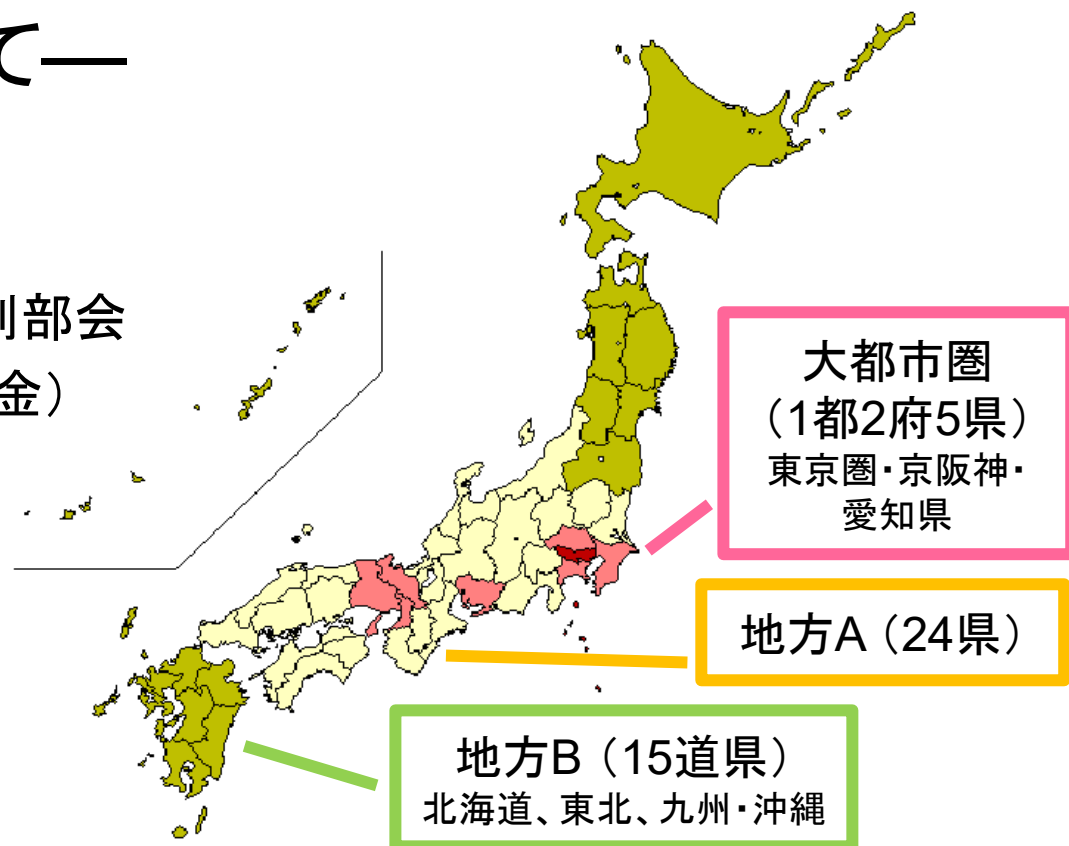 て―
別部会
金）
大都市圏
（1都2府5県）
東京圏・京阪神・
愛知県
地方A（24県）
地方B（15道県）
北海道、東北、九州・沖縄